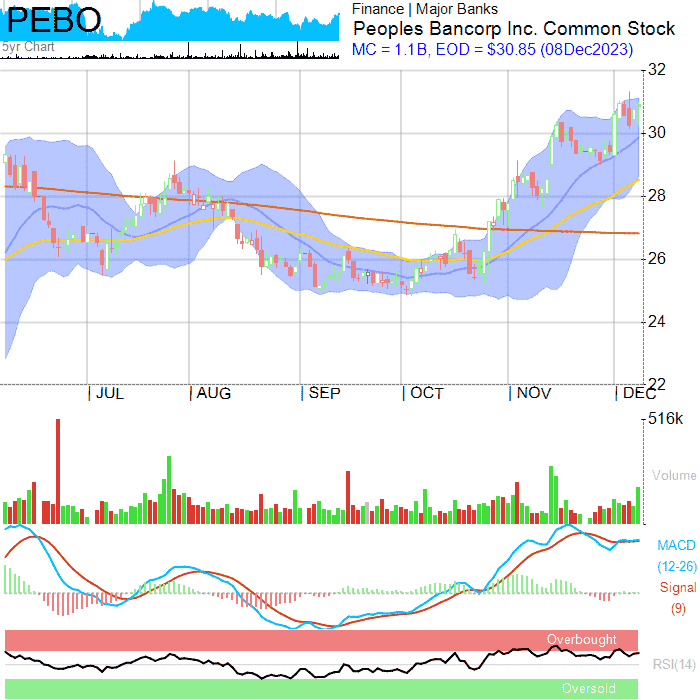 PEBO
5yr Chart
Finance | Major Banks
Peoples Bancorp Inc. Common Stock
MC = 1.1B, EOD = $30.85 (08Dec2023)
32
30
28
26
24
22
JUL AUG SEP OCT NOV DEC
516k
Volume
MACD
(12-26)
Signal
(9)
Overbought
RSI(14)
Oversold